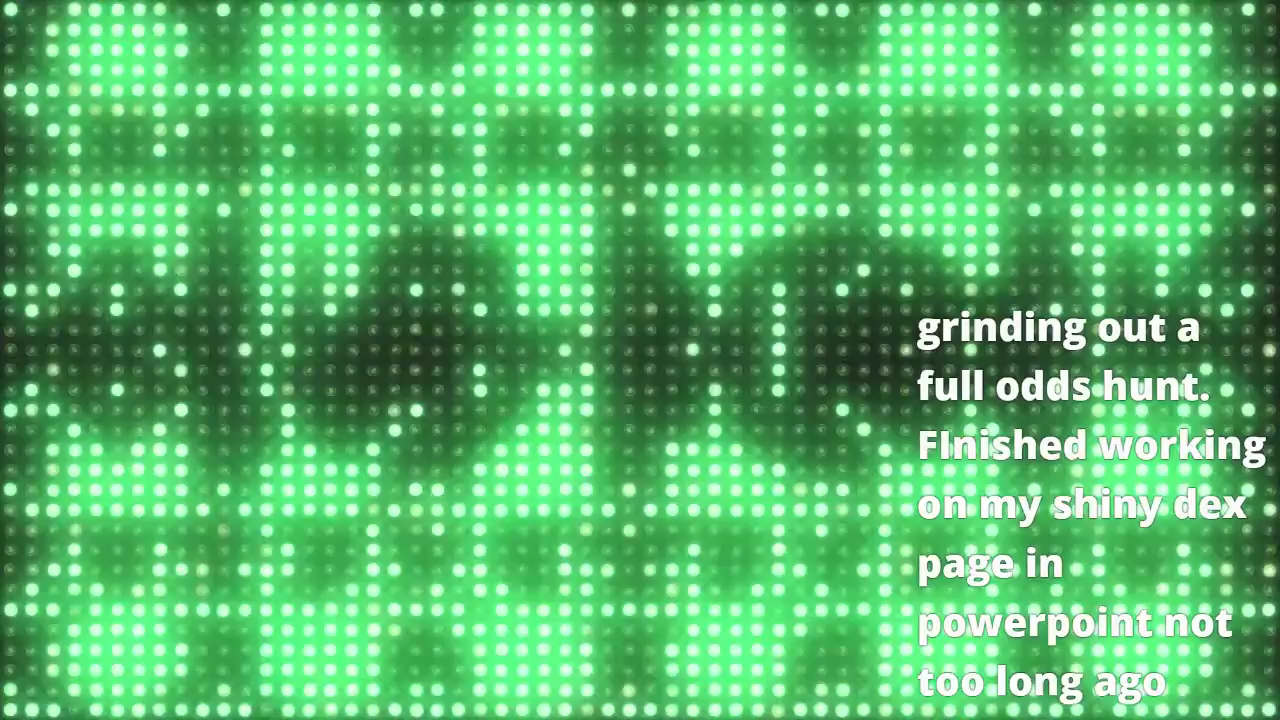 grinding out a
full odds hunt.
FInished working
on my shiny dex
page in
powerpoint not
too long ago